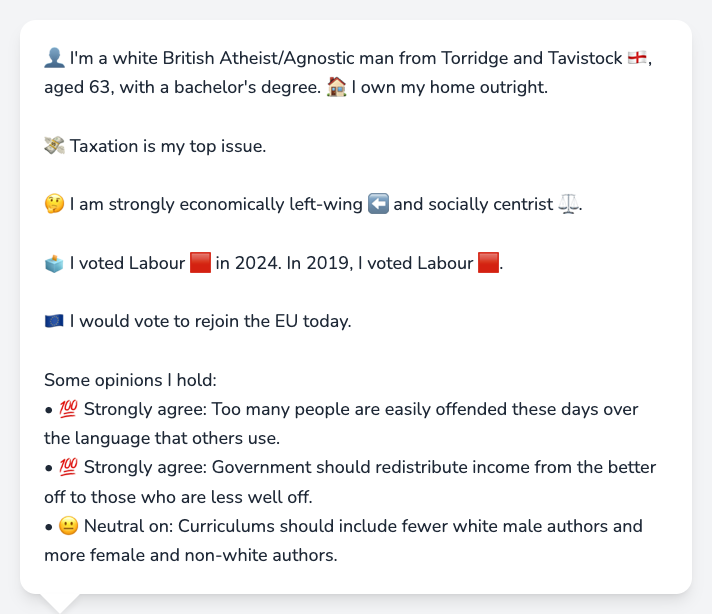 👤 I'm a white British Atheist/Agnostic man from Torridge and Tavistock 🏴󠁧󠁢󠁥󠁮󠁧󠁿,
aged 63, with a bachelor's degree. 🏠 I own my home outright.
💸 Taxation is my top issue.
🤔 I am strongly economically left-wing ⬅️ and socially centrist ⚖️.
🗳️ I voted Labour 🟥 in 2024. In 2019, I voted Labour 🟥.
🇪🇺 I would vote to rejoin the EU today.
Some opinions I hold:
• 💯 Strongly agree: Too many people are easily offended these days over
the language that others use.
• 💯 Strongly agree: Government should redistribute income from the better
off to those who are less well off.
• 😐 Neutral on: Curriculums should include fewer white male authors and
more female and non-white authors.